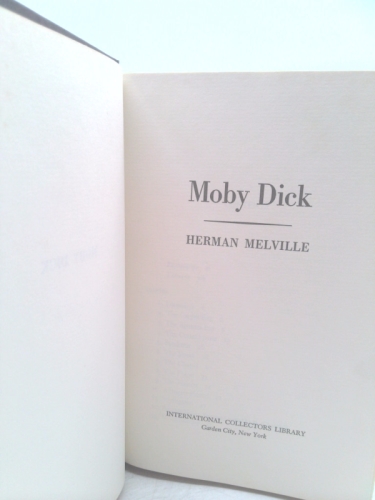 Moby Dick
HERMAN MELVILLE
INTERNATIONAL COLLECTORS LIBRARY
Garden City, New York